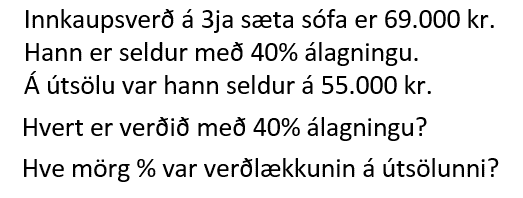 Innkaupsverð á 3ja sæta sófa er 69.000 kr.
Hann er seldur með 40% álagningu.
Á útsölu var hann seldur á 55.000 kr.
Hvert er verðið með 40% álagningu?
Hve mörg % var verðlækkunin á útsölunni?